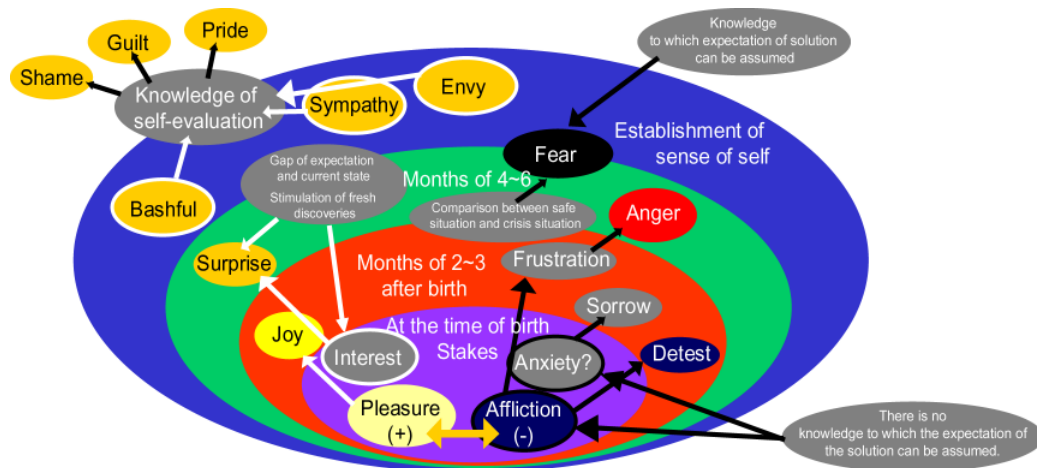 Pride
Guilt
Shame
Knowledge of
self-evaluation
Sympathy
Envy
Bashful
Knowledge
to which expectation of solution
can be assumed
Establishment of
sense of self
Fear
Gap of expectation
and current state
Stimulation of fresh
discoveries
Months of 4~6
Comparison between safe
situation and crisis situation
Anger
Surprise
Months of 2~3
after birth
Frustration
Sorrow
Joy
At the time of birth
Stakes
Interest
Anxiety?
Detest
Pleasure
(+)
Affliction
(-)
There is no
knowledge to which the expectation of
the solution can be assumed.